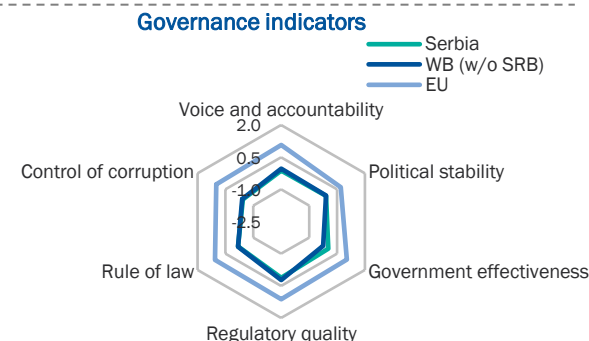 Governance indicators
Serbia
WB (w/o SRB)
EU
Voice and accountability
2.0
0.5
Control of corruption
Political stability
-1.0
-2.5
Rule of law
Government effectiveness
Regulatory quality